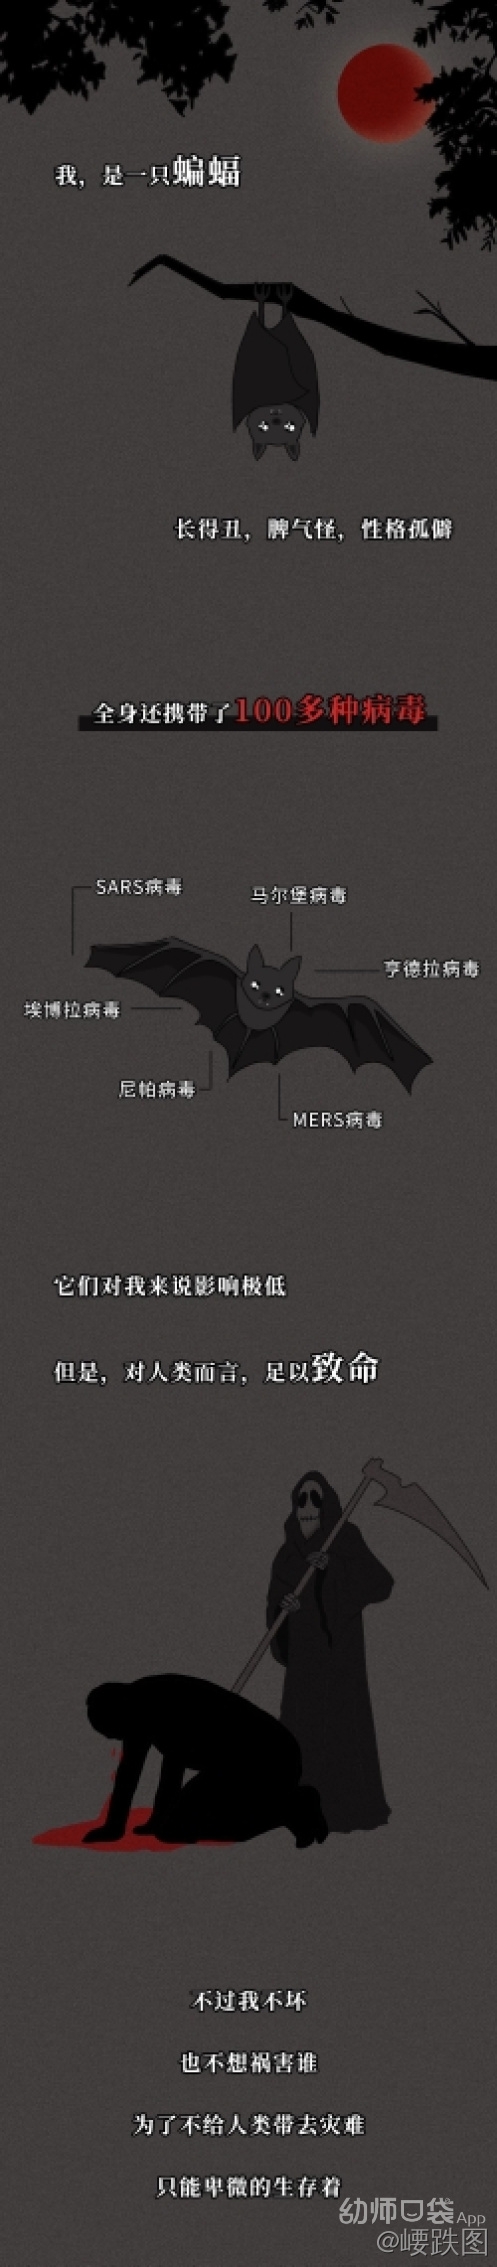 我，是一只蝙蝠
长得丑，脾气怪，性格孤僻
全身还携带了100多种病毒
SARS病毒
马尔堡病毒
亨德拉病毒
埃博拉病毒
尼帕病毒
MERS病毒
它们对我来说影响极低
但是，对人类而言，足以致命
不过我不坏
也不想祸害谁
为了不给人类带去灾难
只能卑微的生存着
幼师口袋App
@崾跌图